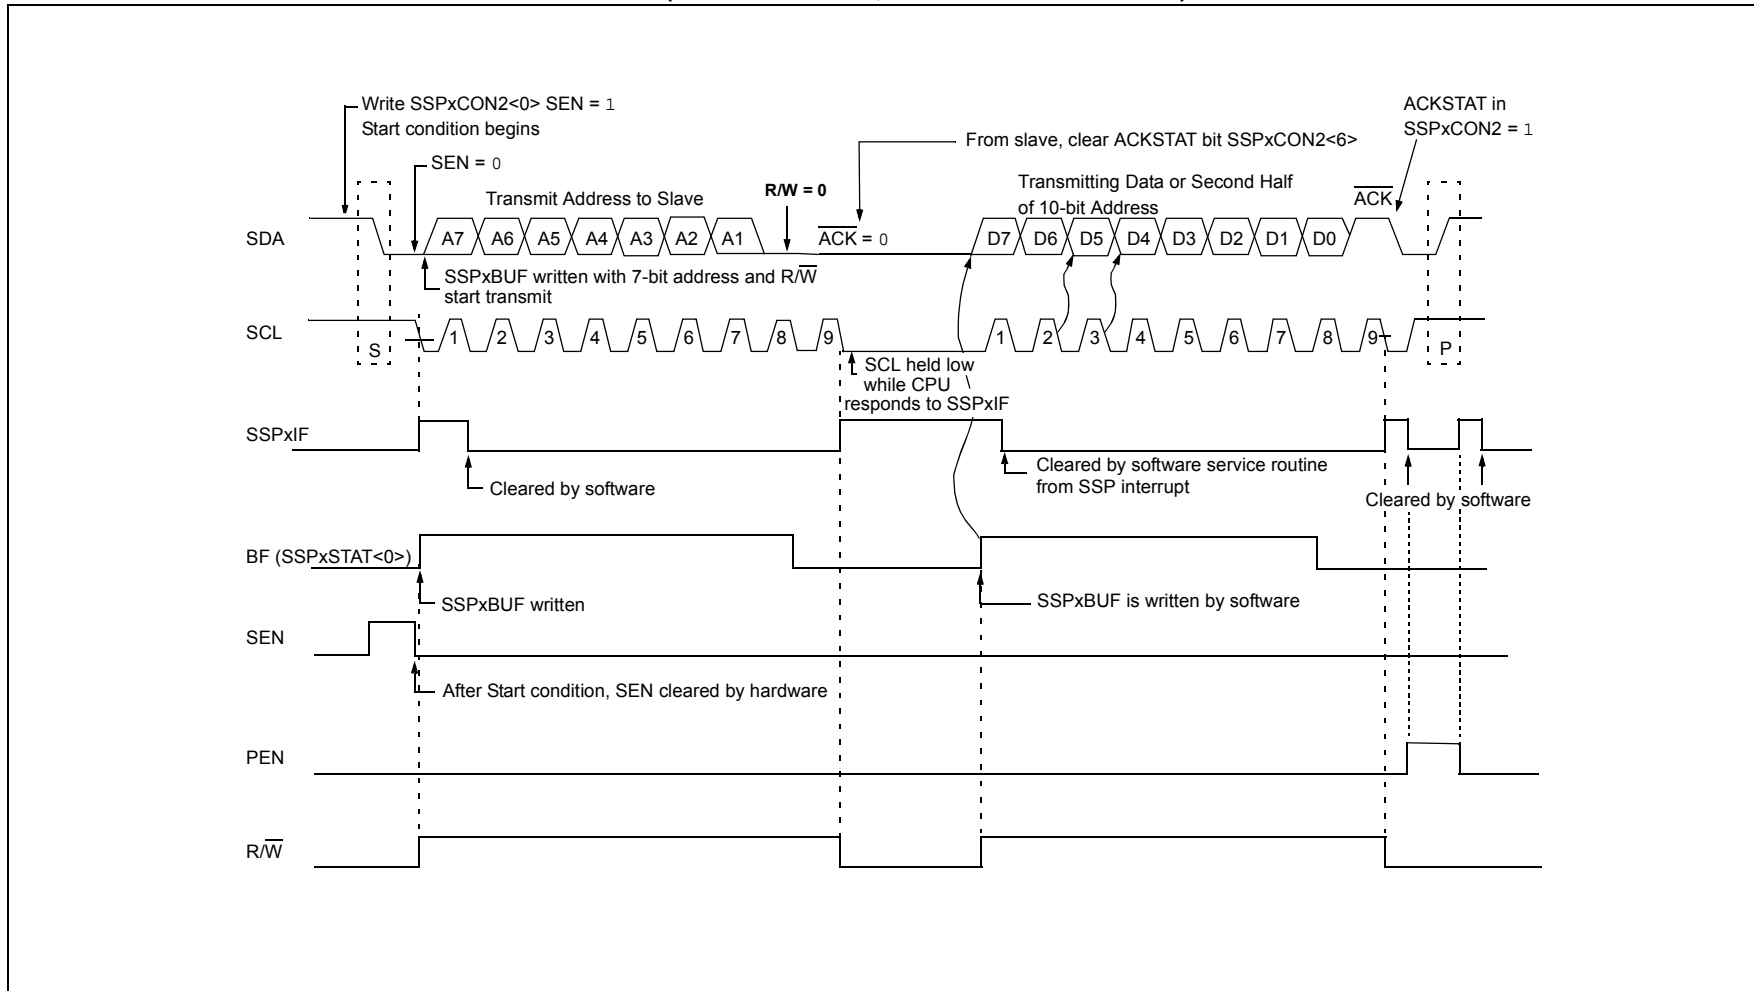 Write SSPxCON2<0> SEN = 1
Start condition begins
ACKSTAT in
SSPxCON2 = 1
From slave, clear ACKSTAT bit SSPxCON2<6>
SEN = 0
Transmit Address to Slave
R/W = 0
Transmitting Data or Second Half
of 10-bit Address
ACK
SDA
A7 A6 A5 A4 A3 A2 A1
ACK = 0
D7 D6 D5 D4 D3 D2 D1 D0
SSPxBUF written with 7-bit address and R/W
start transmit
SCL
S
1 2 3 4 5 6 7 8 9
1 2 3 4 5 6 7 8 9
P
SCL held low
while CPU
responds to SSPxIF
SSPxIF
Cleared by software
Cleared by software service routine
from SSP interrupt
Cleared by software
BF (SSPxSTAT<0>)
SSPxBUF written
SSPxBUF is written by software
SEN
After Start condition, SEN cleared by hardware
PEN
R/W